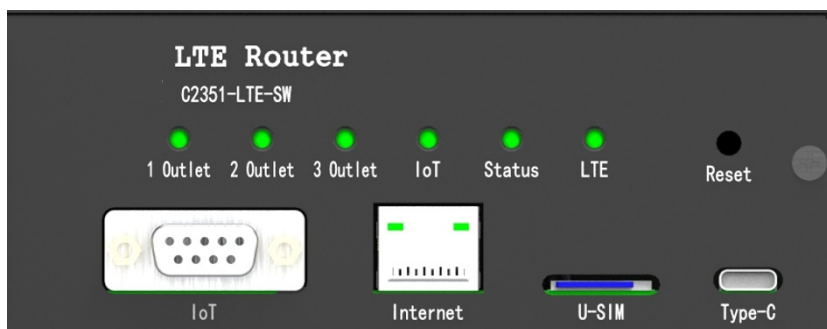 LTE Router
C2351-LTE-SW
1 Outlet 2 Outlet 3 Outlet IoT Status LTE
Reset
IoT Internet U-SIM Type-C